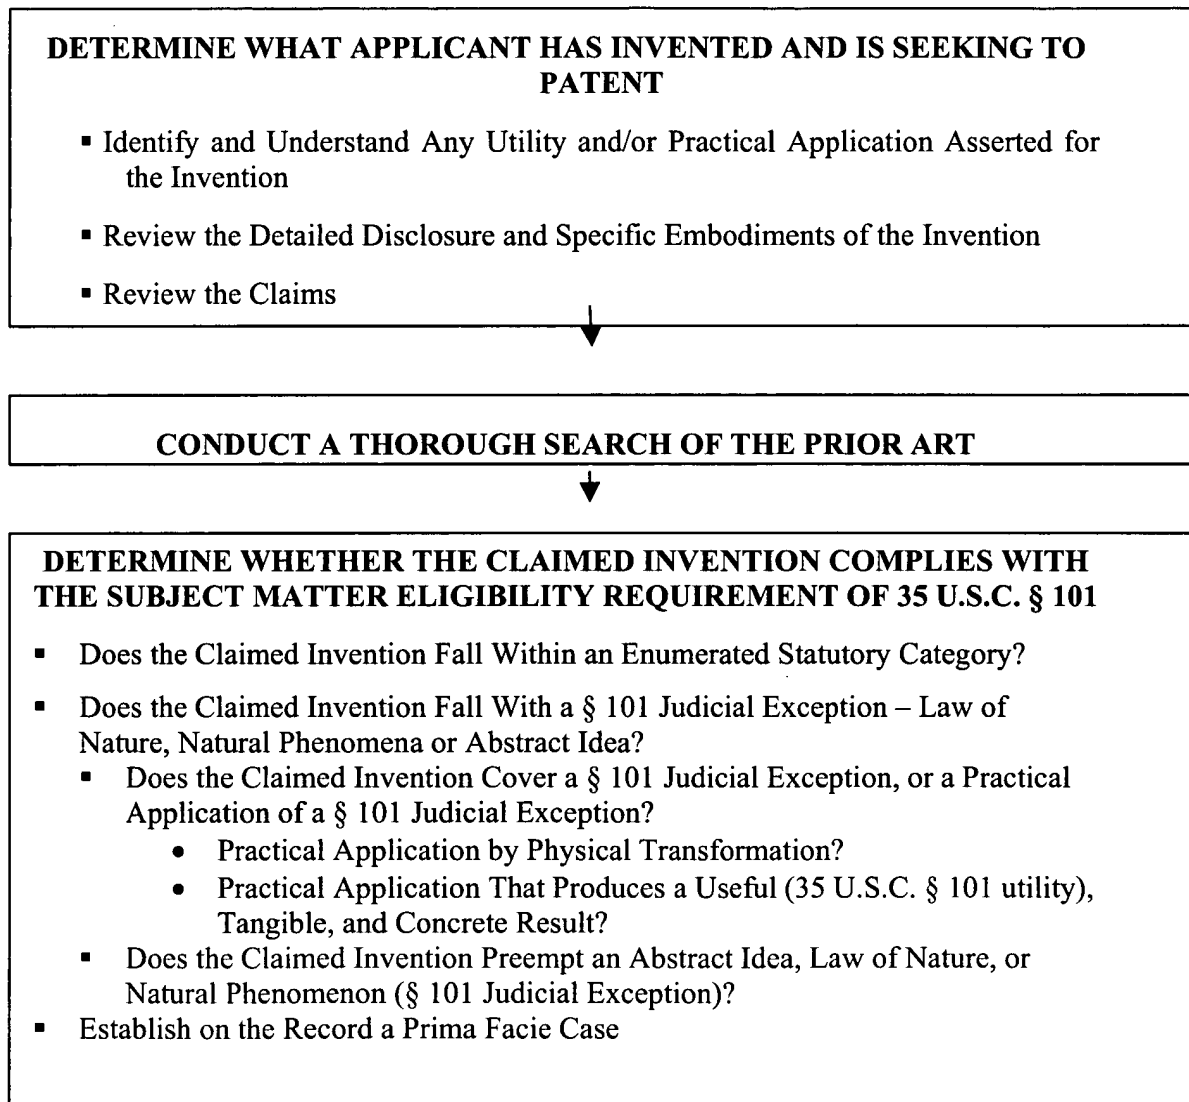 DETERMINE WHAT APPLICANT HAS INVENTED AND IS SEEKING TO
PATENT
▪ Identify and Understand Any Utility and/or Practical Application Asserted for
the Invention
▪ Review the Detailed Disclosure and Specific Embodiments of the Invention
▪ Review the Claims
CONDUCT A THOROUGH SEARCH OF THE PRIOR ART
DETERMINE WHETHER THE CLAIMED INVENTION COMPLIES WITH
THE SUBJECT MATTER ELIGIBILITY REQUIREMENT OF 35 U.S.C. § 101
▪ Does the Claimed Invention Fall Within an Enumerated Statutory Category?
▪ Does the Claimed Invention Fall With a § 101 Judicial Exception – Law of
Nature, Natural Phenomena or Abstract Idea?
▪ Does the Claimed Invention Cover a § 101 Judicial Exception, or a Practical
Application of a § 101 Judicial Exception?
• Practical Application by Physical Transformation?
• Practical Application That Produces a Useful (35 U.S.C. § 101 utility),
Tangible, and Concrete Result?
▪ Does the Claimed Invention Preempt an Abstract Idea, Law of Nature, or
Natural Phenomenon (§ 101 Judicial Exception)?
▪ Establish on the Record a Prima Facie Case